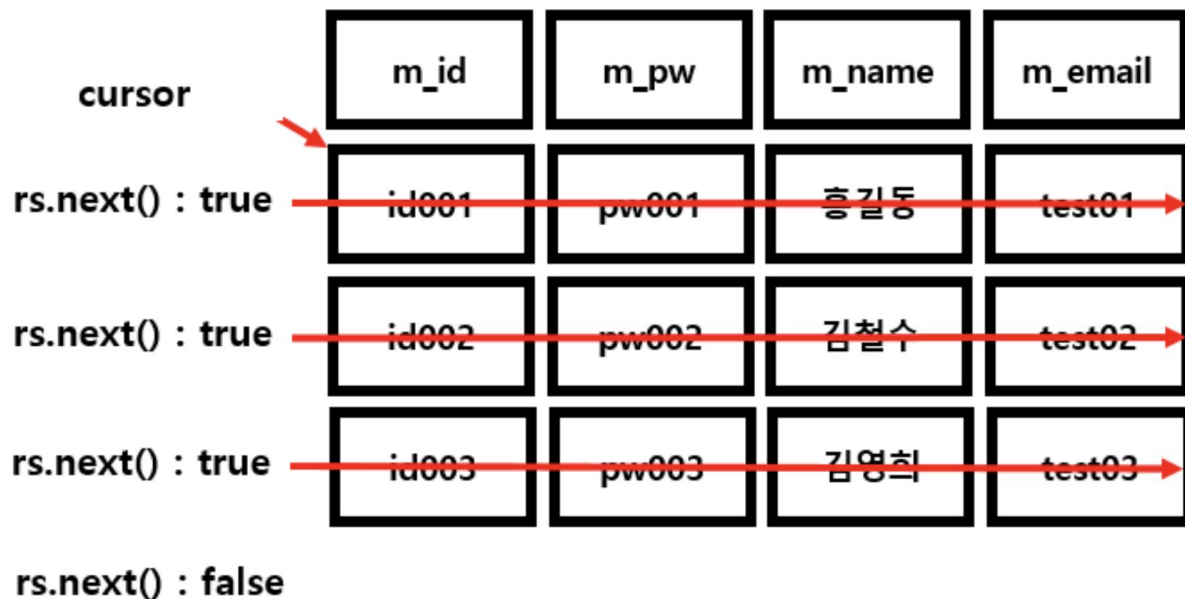 m_id m_pw m_name m_email
cursor
rs.next() : true id001 pw001 홍길동 test01
rs.next() : true id002 pw002 김철수 test02
rs.next() : true id003 pw003 김영희 test03
rs.next() : false